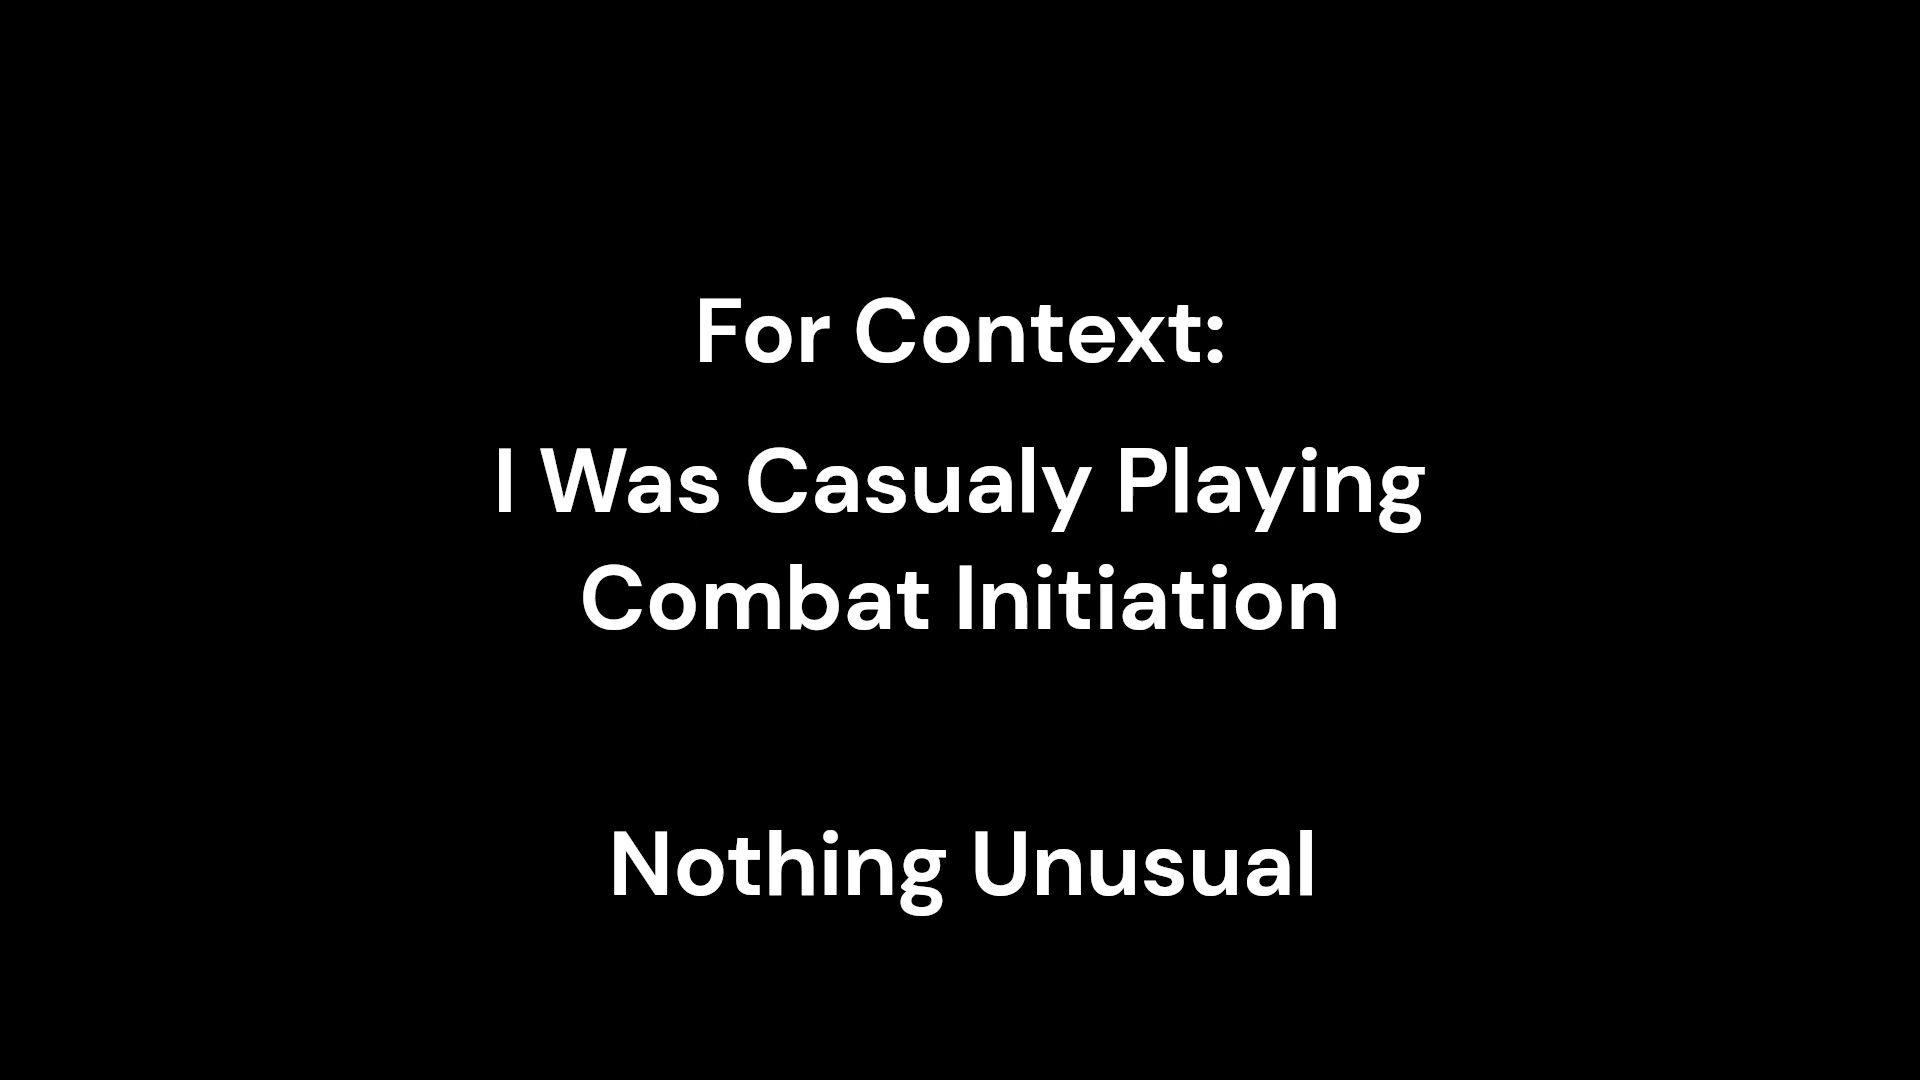 For Context:
I Was Casualy Playing
Combat Initiation
Nothing Unusual